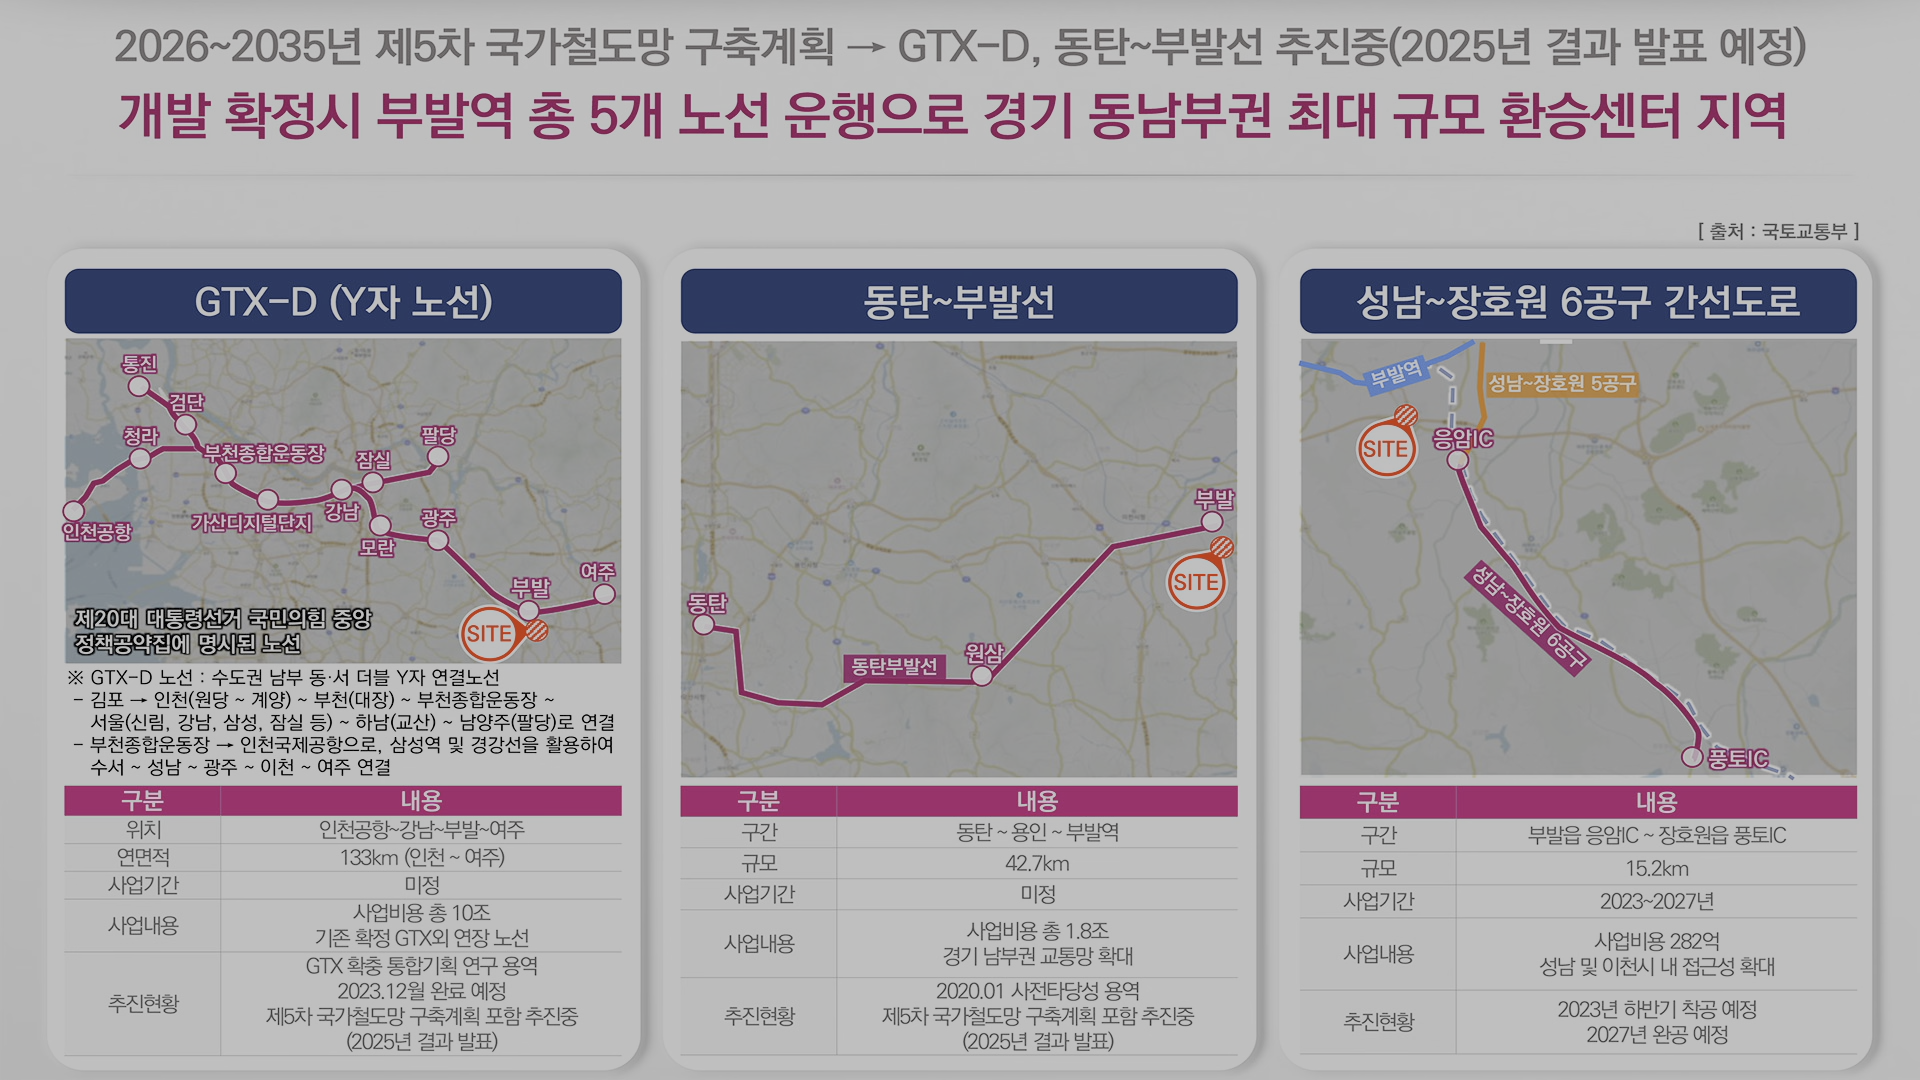 2026~2035년 제5차 국가철도망 구축계획 → GTX-D, 동탄~부발선 추진중(2025년 결과 발표 예정)
개발 확정시 부발역 총 5개 노선 운행으로 경기 동남부권 최대 규모 환승센터 지역
[ 출처 : 국토교통부 ]
GTX-D (Y자 노선)
통진
검단
청라
부천종합운동장
잠실
팔당
인천공항
가산디지털단지
강남
모란
광주
부발
여주
SITE
제20대 대통령선거 국민의힘 중앙
정책공약집에 명시된 노선
※ GTX-D 노선 : 수도권 남부 동·서 더블 Y자 연결노선
- 김포 → 인천(원당 ~ 계양) ~ 부천(대장) ~ 부천종합운동장 ~
서울(신림, 강남, 삼성, 잠실 등) ~ 하남(교산) ~ 남양주(팔당)로 연결
- 부천종합운동장 → 인천국제공항으로, 삼성역 및 경강선을 활용하여
수서 ~ 성남 ~ 광주 ~ 이천 ~ 여주 연결
구분 내용
위치 인천공항~강남~부발~여주
연면적 133km (인천 ~ 여주)
사업기간 미정
사업내용 사업비용 총 10조
기존 확정 GTX외 연장 노선
추진현황 GTX 확충 통합기획 연구 용역
2023.12월 완료 예정
제5차 국가철도망 구축계획 포함 추진중
(2025년 결과 발표)
동탄~부발선
부발
SITE
동탄
동탄부발선
원삼
구분 내용
구간 동탄 ~ 용인 ~ 부발역
규모 42.7km
사업기간 미정
사업내용 사업비용 총 1.8조
경기 남부권 교통망 확대
추진현황 2020.01 사전타당성 용역
제5차 국가철도망 구축계획 포함 추진중
(2025년 결과 발표)
성남~장호원 6공구 간선도로
부발역
성남~장호원 5공구
SITE
응암IC
성남~장호원 6공구
풍토IC
구분 내용
구간 부발읍 응암IC ~ 장호원읍 풍토IC
규모 15.2km
사업기간 2023~2027년
사업내용 사업비용 282억
성남 및 이천시 내 접근성 확대
추진현황 2023년 하반기 착공 예정
2027년 완공 예정